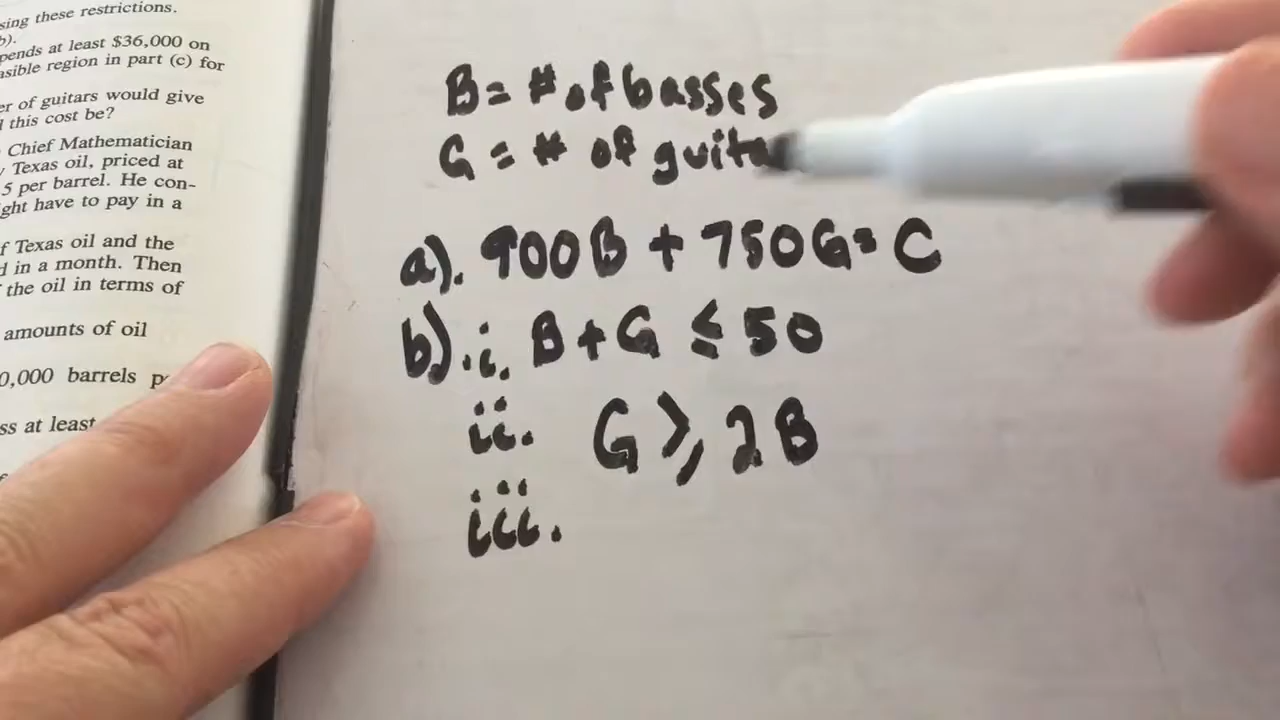 sing these restrictions.
b).
pends at least $36,000 on
asible region in part (c) for
er of guitars would give
this cost be?
Chief Mathematician
Texas oil, priced at
5 per barrel. He con-
ght have to pay in a
f Texas oil and the
d in a month. Then
the oil in terms of
amounts of oil
0,000 barrels p
ss at least
B = # of basses
G = # of guita
a). 900B + 750G = C
b). i. B + G ≤ 50
ii. G ≥ 2B
iii.